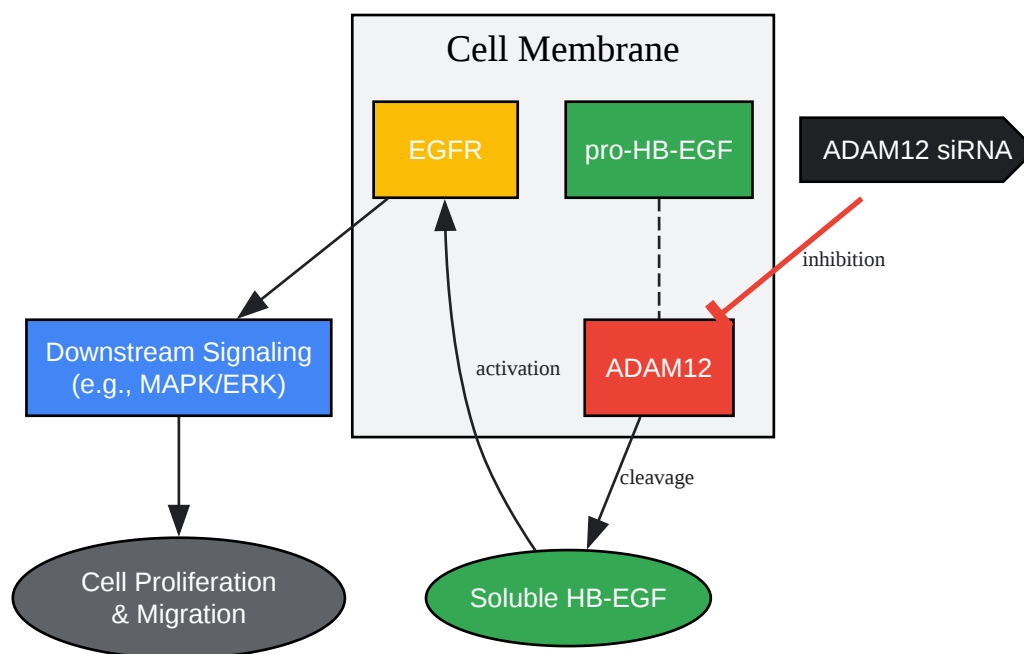 Cell Membrane
EGFR
pro-HB-EGF
ADAM12 siRNA
inhibition
Downstream Signaling
(e.g., MAPK/ERK)
activation
ADAM12
cleavage
Cell Proliferation
& Migration
Soluble HB-EGF